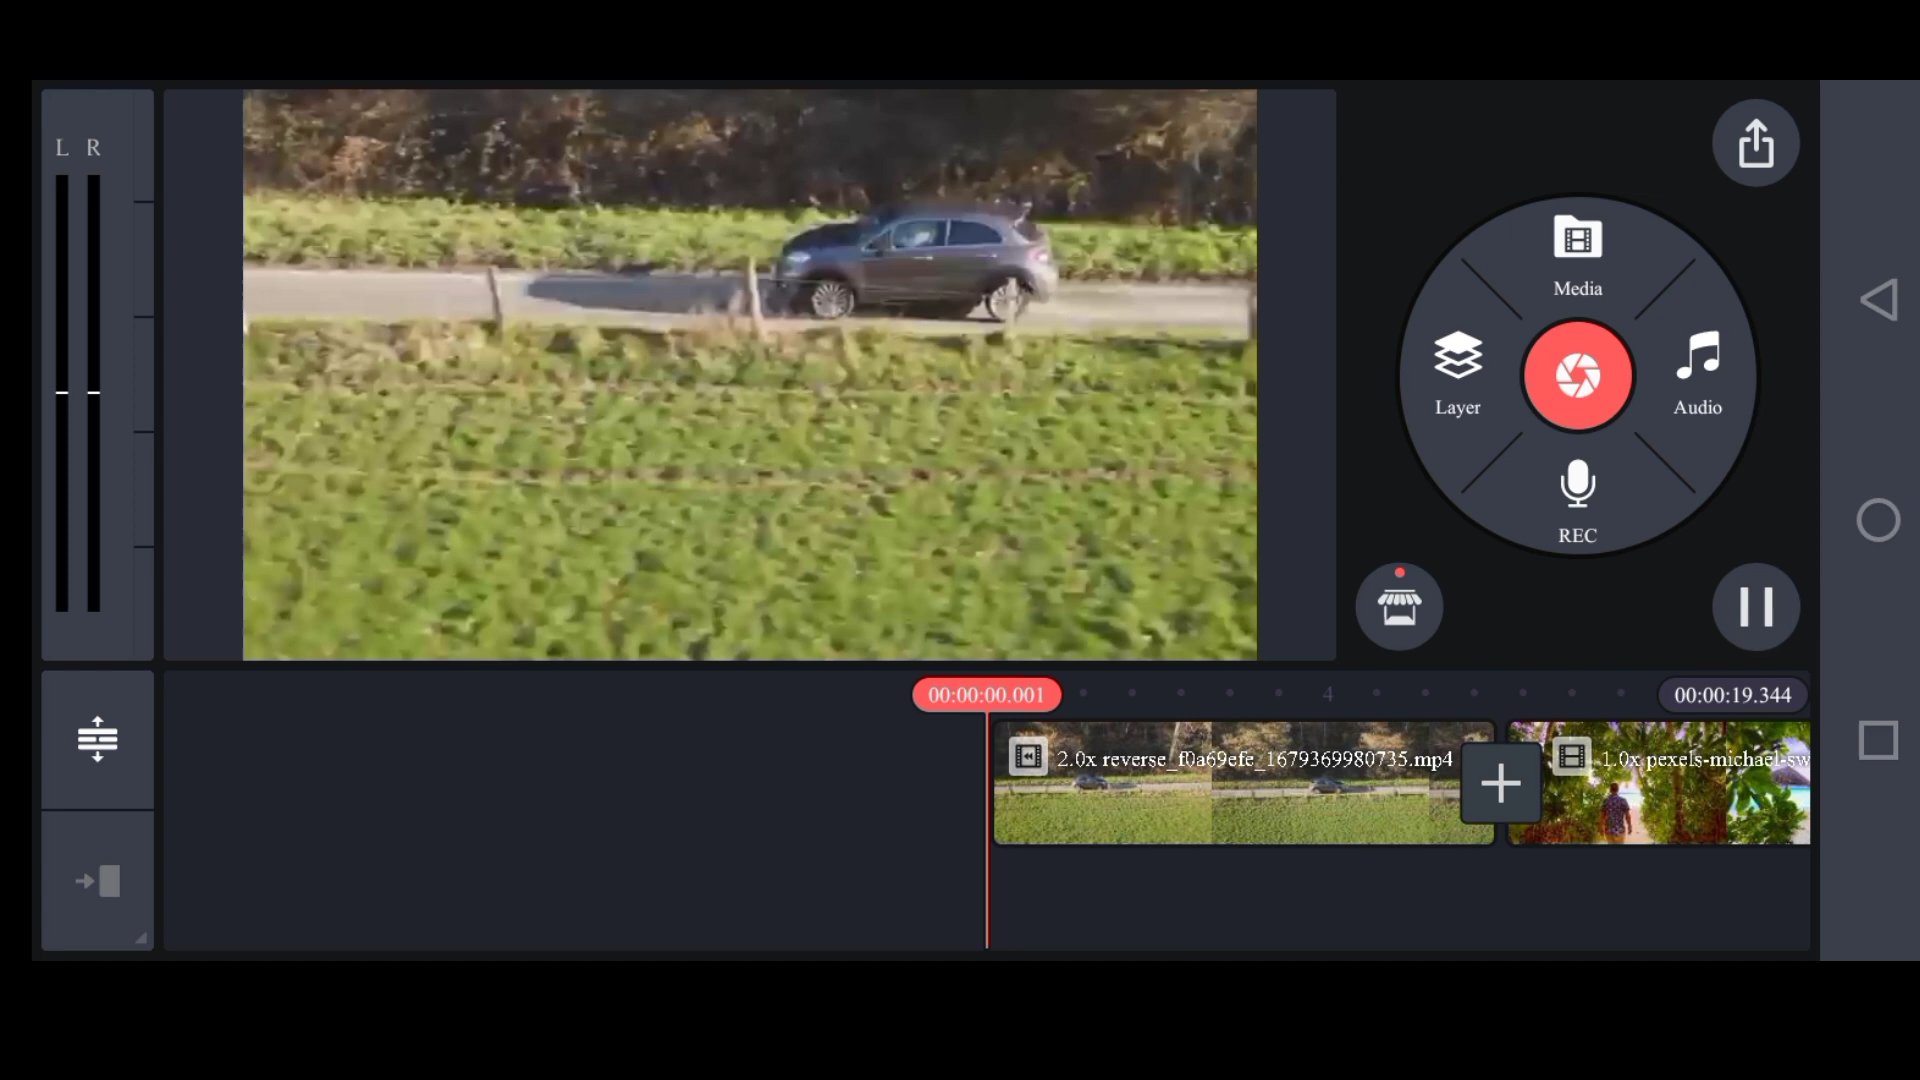 L R
Media
Layer
Audio
REC
00:00:00.001
4
00:00:19.344
2.0x reverse_f0a69efe_1679369980735.mp4
1.0x pexels-michael-sw